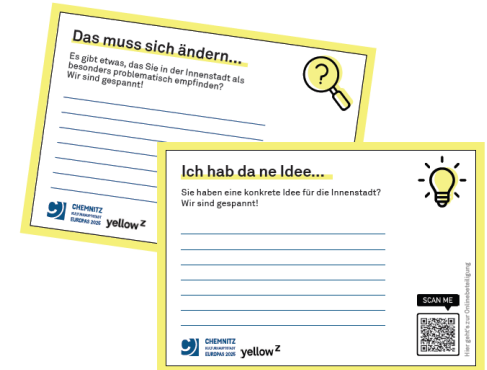 Das muss sich ändern...
Es gibt etwas, das Sie in der Innenstadt als
besonders problematisch empfinden?
Wir sind gespannt!
?
CHEMNITZ
KULTURHAUPTSTADT
EUROPAS 2025
yellow z
Ich hab da ne Idee...
Sie haben eine konkrete Idee für die Innenstadt?
Wir sind gespannt!
SCAN ME
Hier geht's zur Onlinebeteiligung
CHEMNITZ
KULTURHAUPTSTADT
EUROPAS 2025
yellow z